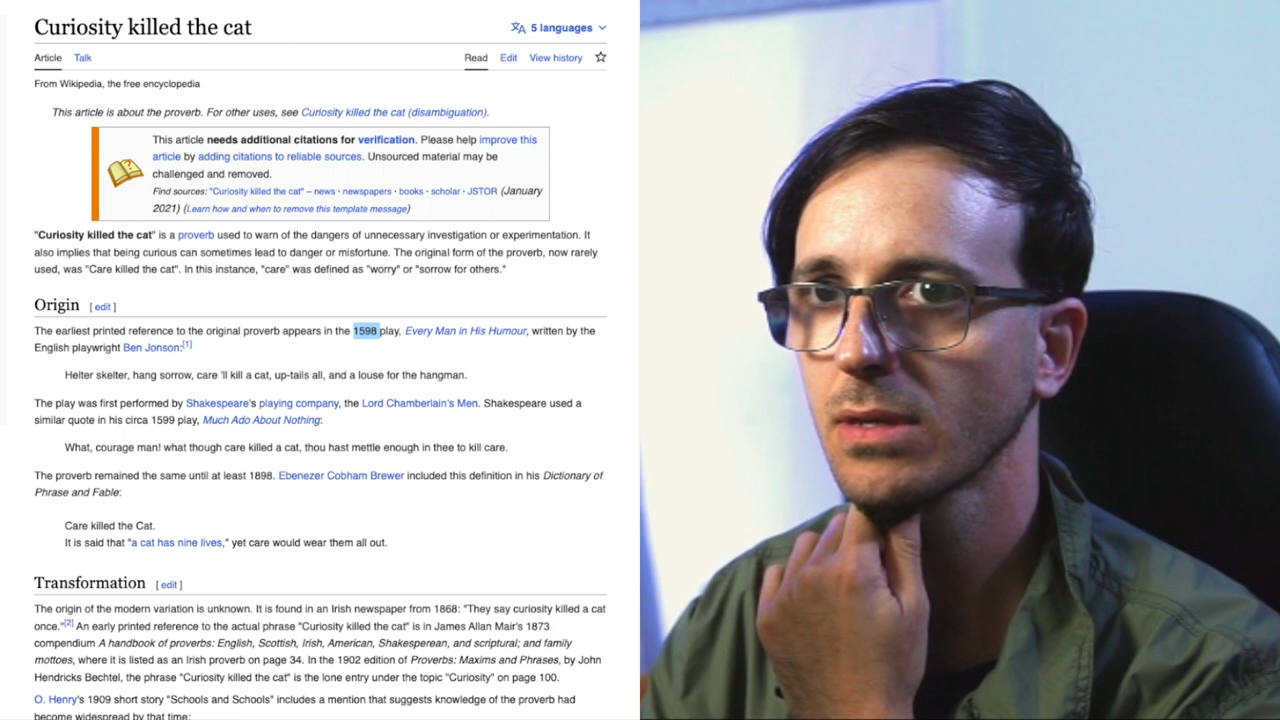 Curiosity killed the cat
5 languages
Article Talk Read Edit View history
From Wikipedia, the free encyclopedia
This article is about the proverb. For other uses, see Curiosity killed the cat (disambiguation).
This article needs additional citations for verification. Please help improve this
article by adding citations to reliable sources. Unsourced material may be
challenged and removed.
Find sources: "Curiosity killed the cat" – news · newspapers · books · scholar · JSTOR (January
2021) (Learn how and when to remove this template message)
"Curiosity killed the cat" is a proverb used to warn of the dangers of unnecessary investigation or experimentation. It
also implies that being curious can sometimes lead to danger or misfortune. The original form of the proverb, now rarely
used, was "Care killed the cat". In this instance, "care" was defined as "worry" or "sorrow for others."
Origin [ edit ]
The earliest printed reference to the original proverb appears in the 1598 play, Every Man in His Humour, written by the
English playwright Ben Jonson:[1]
Helter skelter, hang sorrow, care 'll kill a cat, up-tails all, and a louse for the hangman.
The play was first performed by Shakespeare's playing company, the Lord Chamberlain's Men. Shakespeare used a
similar quote in his circa 1599 play, Much Ado About Nothing:
What, courage man! what though care killed a cat, thou hast mettle enough in thee to kill care.
The proverb remained the same until at least 1898. Ebenezer Cobham Brewer included this definition in his Dictionary of
Phrase and Fable:
Care killed the Cat.
It is said that "a cat has nine lives," yet care would wear them all out.
Transformation [ edit ]
The origin of the modern variation is unknown. It is found in an Irish newspaper from 1868: "They say curiosity killed a cat
once."[2] An early printed reference to the actual phrase "Curiosity killed the cat" is in James Allan Mair's 1873
compendium A handbook of proverbs: English, Scottish, Irish, American, Shakesperean, and scriptural; and family
mottoes, where it is listed as an Irish proverb on page 34. In the 1902 edition of Proverbs: Maxims and Phrases, by John
Hendricks Bechtel, the phrase "Curiosity killed the cat" is the lone entry under the topic "Curiosity" on page 100.
O. Henry's 1909 short story "Schools and Schools" includes a mention that suggests knowledge of the proverb had
become widespread by that time: